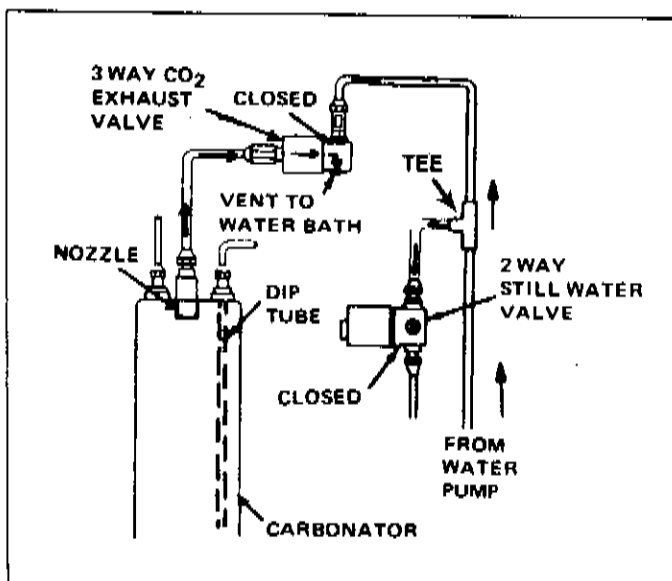 3 WAY CO₂
EXHAUST
VALVE
CLOSED
VENT TO
WATER BATH
TEE
NOZZLE
DIP
TUBE
2 WAY
STILL WATER
VALVE
CLOSED
FROM
WATER
PUMP
CARBONATOR